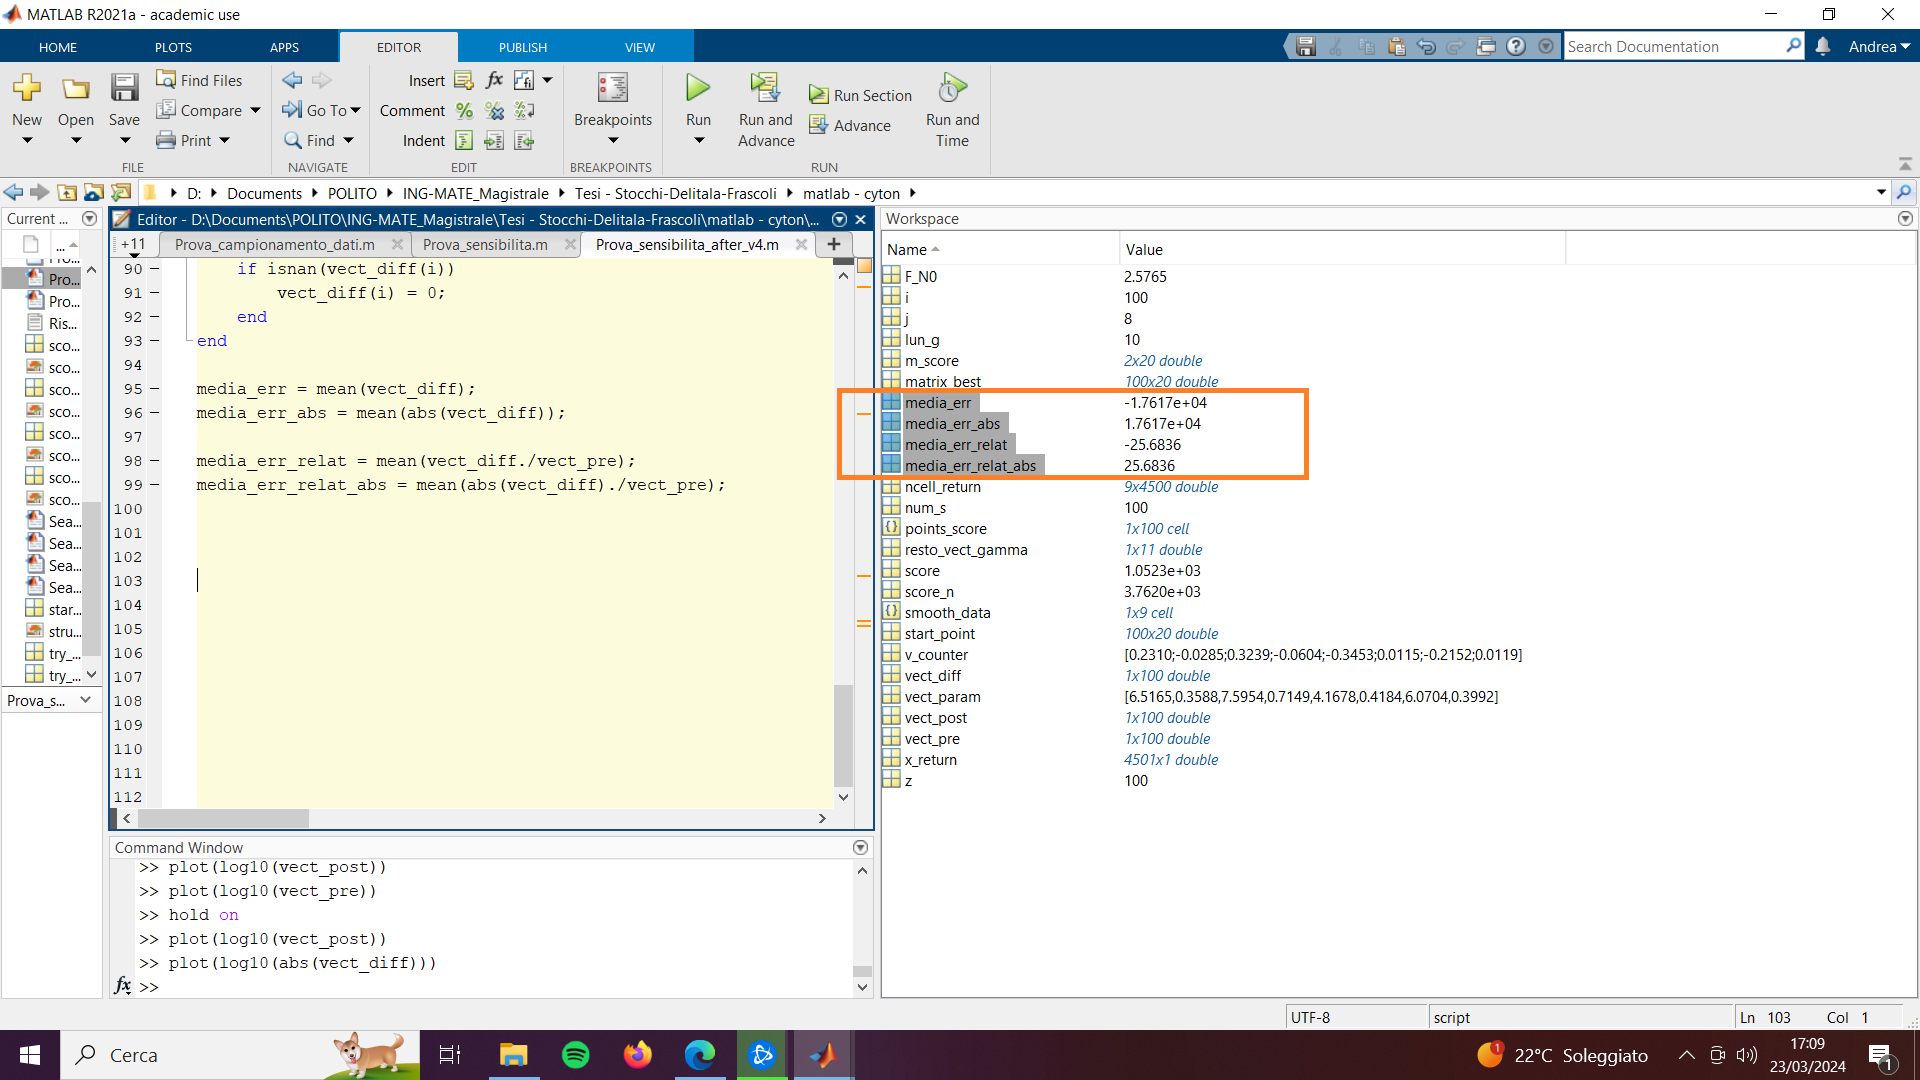 MATLAB R2021a - academic use
HOME PLOTS APPS EDITOR PUBLISH VIEW
Search Documentation
Andrea
New
Open
Save
Find Files
Compare
Print
FILE
Go To
Find
NAVIGATE
Insert
Comment
Indent
EDIT
Breakpoints
BREAKPOINTS
Run
Run and Advance
Run Section
Advance
Run and Time
RUN
D: Documents POLITO ING-MATE_Magistrale Tesi - Stocchi-Delitala-Frascoli matlab - cyton
Current ...
...
Pro...
Pro...
Ris...
sco...
sco...
sco...
sco...
sco...
sco...
sco...
sco...
Sea...
Sea...
Sea...
Sea...
star...
stru...
try_...
try_...
Prova_s...
Editor - D:\Documents\POLITO\ING-MATE_Magistrale\Tesi - Stocchi-Delitala-Frascoli\matlab - cyton\...
+11 Prova_campionamento_dati.m Prova_sensibilita.m Prova_sensibilita_after_v4.m
90 if isnan(vect_diff(i))
91 vect_diff(i) = 0;
92 end
93 end
94
95 media_err = mean(vect_diff);
96 media_err_abs = mean(abs(vect_diff));
97
98 media_err_relat = mean(vect_diff./vect_pre);
99 media_err_relat_abs = mean(abs(vect_diff)./vect_pre);
100
101
102
103
104
105
106
107
108
109
110
111
112
Command Window
>> plot(log10(vect_post))
>> plot(log10(vect_pre))
>> hold on
>> plot(log10(vect_post))
>> plot(log10(abs(vect_diff)))
fx >>
Workspace
Name Value
F_N0 2.5765
i 100
j 8
lun_g 10
m_score 2x20 double
matrix_best 100x20 double
media_err -1.7617e+04
media_err_abs 1.7617e+04
media_err_relat -25.6836
media_err_relat_abs 25.6836
ncell_return 9x4500 double
num_s 100
points_score 1x100 cell
resto_vect_gamma 1x11 double
score 1.0523e+03
score_n 3.7620e+03
smooth_data 1x9 cell
start_point 100x20 double
v_counter [0.2310;-0.0285;0.3239;-0.0604;-0.3453;0.0115;-0.2152;0.0119]
vect_diff 1x100 double
vect_param [6.5165,0.3588,7.5954,0.7149,4.1678,0.4184,6.0704,0.3992]
vect_post 1x100 double
vect_pre 1x100 double
x_return 4501x1 double
z 100
UTF-8 script Ln 103 Col 1
Cerca
1 22°C Soleggiato
17:09
23/03/2024
1